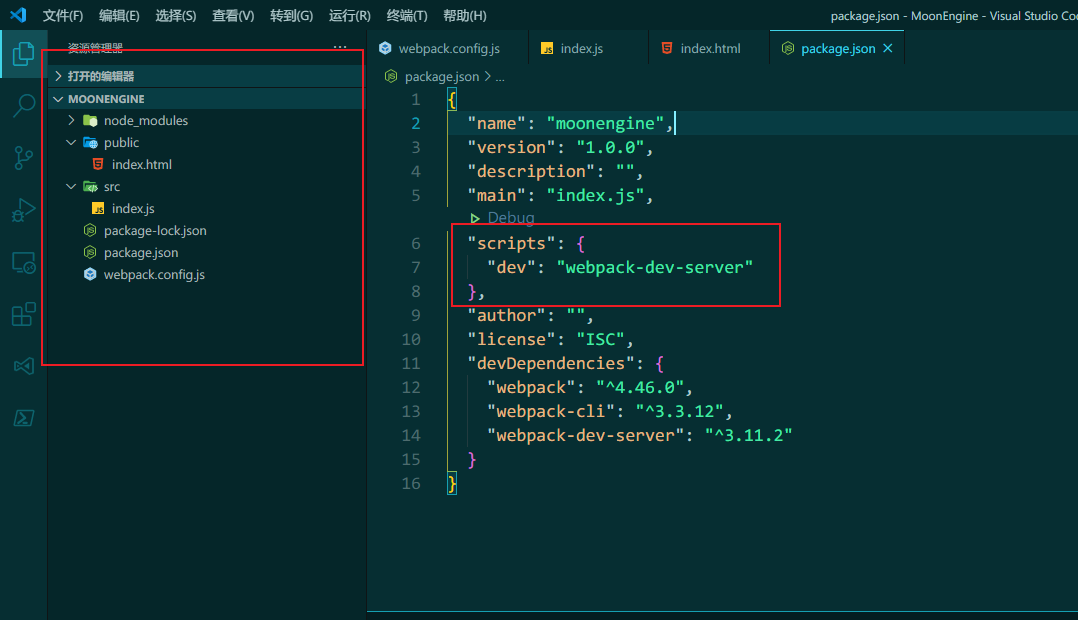 文件(F) 编辑(E) 选择(S) 查看(V) 转到(G) 运行(R) 终端(T) 帮助(H) package.json - MoonEngine - Visual Studio Co
资源管理器 ...
打开的编辑器
MOONENGINE
node_modules
public
index.html
src
index.js
package-lock.json
package.json
webpack.config.js
webpack.config.js JS index.js index.html package.json
package.json > ...
1 {
2 "name": "moonengine",
3 "version": "1.0.0",
4 "description": "",
5 "main": "index.js",
Debug
6 "scripts": {
7 "dev": "webpack-dev-server"
8 },
9 "author": "",
10 "license": "ISC",
11 "devDependencies": {
12 "webpack": "^4.46.0",
13 "webpack-cli": "^3.3.12",
14 "webpack-dev-server": "^3.11.2"
15 }
16 }